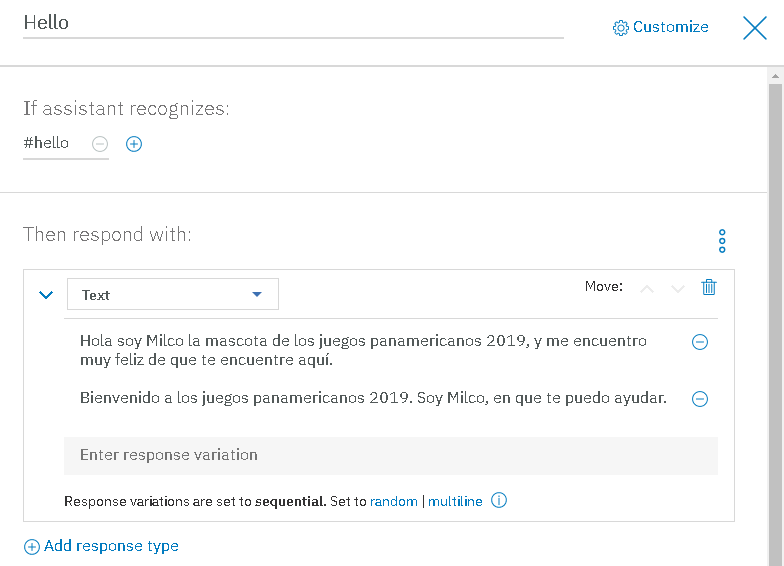 Hello
Customize
If assistant recognizes:
#hello
Then respond with:
Text
Move:
Hola soy Milco la mascota de los juegos panamericanos 2019, y me encuentro
muy feliz de que te encuentre aquí.
Bienvenido a los juegos panamericanos 2019. Soy Milco, en que te puedo ayudar.
Enter response variation
Response variations are set to sequential. Set to random | multiline
Add response type